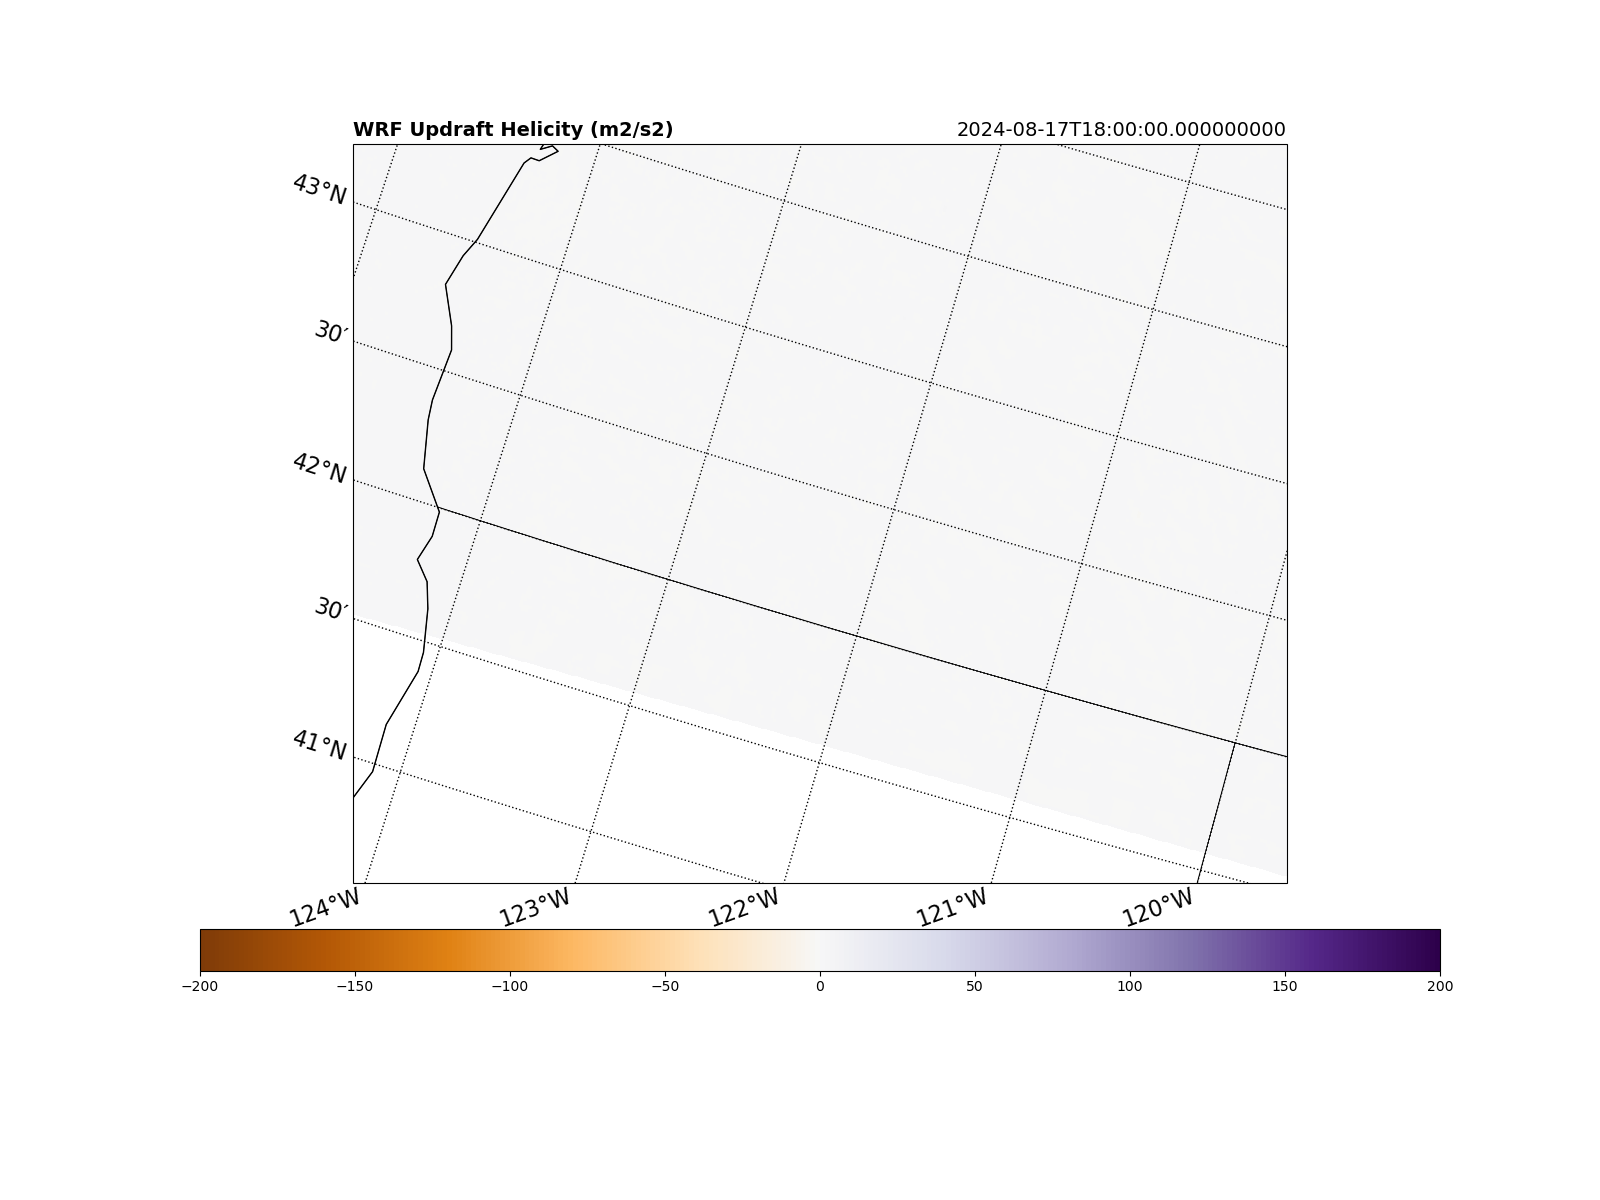 WRF Updraft Helicity (m2/s2)
2024-08-17T18:00:00.000000000
43°N
30′
42°N
30′
41°N
124°W
123°W
122°W
121°W
120°W
−200
−150
−100
−50
0
50
100
150
200